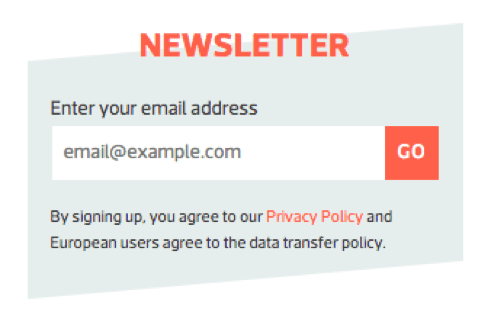 NEWSLETTER
Enter your email address
email@example.com
GO
By signing up, you agree to our Privacy Policy and
European users agree to the data transfer policy.